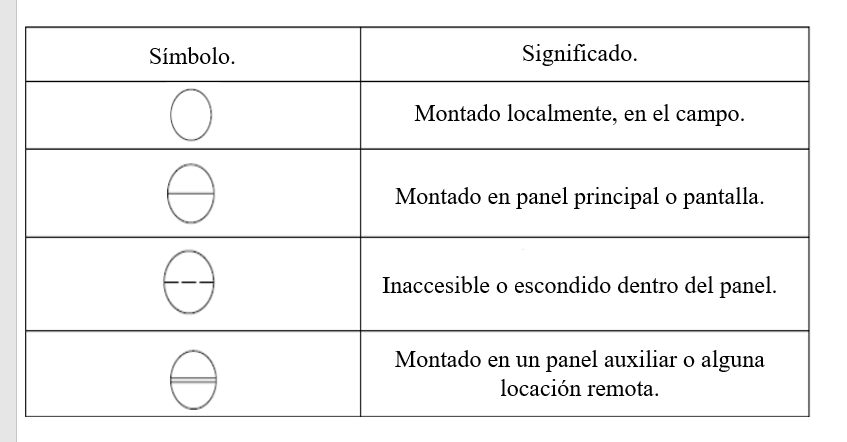 Símbolo.
Significado.
Montado localmente, en el campo.
Montado en panel principal o pantalla.
Inaccesible o escondido dentro del panel.
Montado en un panel auxiliar o alguna
locación remota.